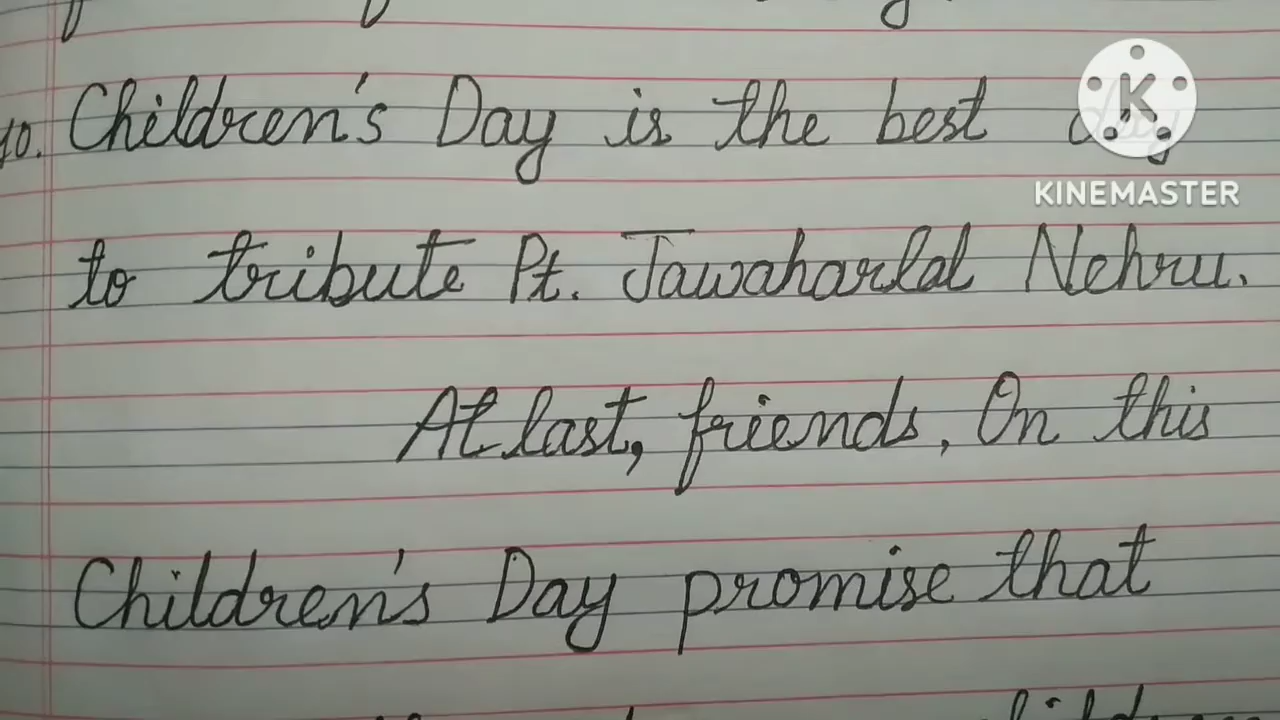 10. Children's Day is the best day
KINEMASTER
to tribute Pt. Jawaharlal Nehru.
At last, friends, On this
Children's Day promise that